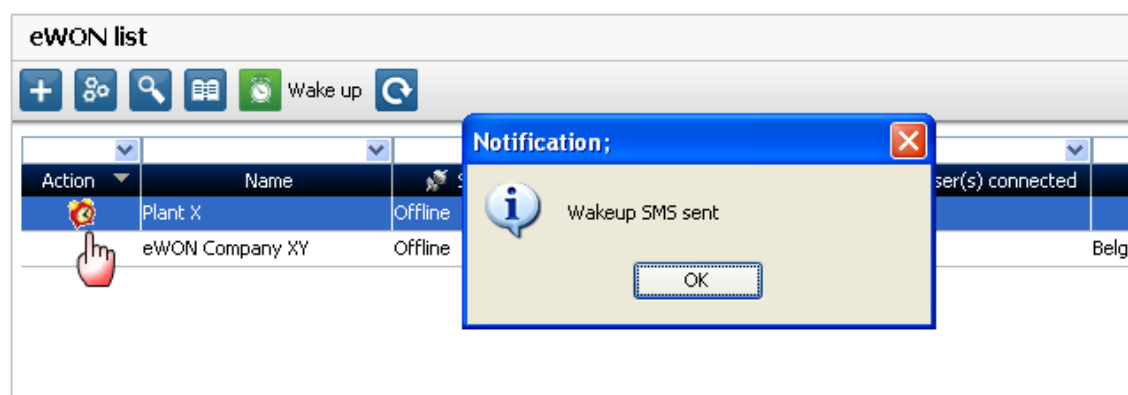 eWON list
Wake up
Notification;
Action Name ser(s) connected
Plant X Offline Wakeup SMS sent
eWON Company XY Offline Belg
OK